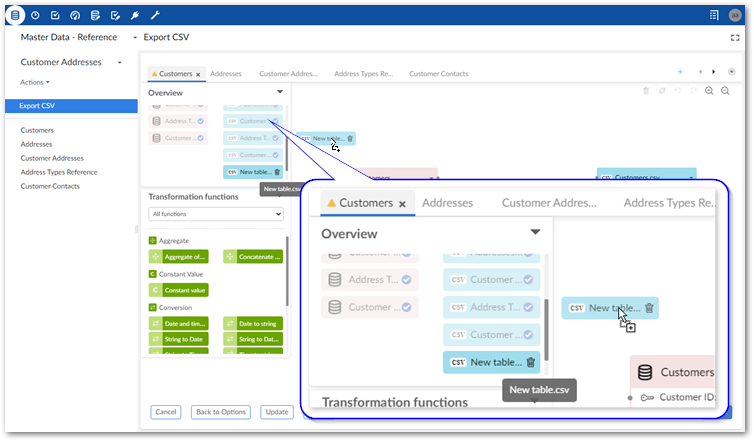 33
Master Data - Reference
Export CSV
Customer Addresses
Actions
Export CSV
Customers
Addresses
Customer Addresses
Address Types Reference
Customer Contacts
Customers
Addresses
Customer Addres...
Address Types Re...
Customer Contacts
Overview
Address T...
Customer ...
Customer ...
Address T...
Customer ...
CSV New table...
CSV New table...
New table.csv
Customers.csv
Transformation functions
All functions
Aggregate
Aggregate of...
Concatenate ...
C Constant Value
C Constant value
Conversion
Date and tim...
Date to string
String to Date
String to Dat...
Cancel
Back to Options
Update
Customers
Addresses
Customer Addres...
Address Types Re...
Overview
Address T...
Customer ...
Customer ...
Address T...
Customer ...
CSV New table...
CSV New table...
New table.csv
Customers
Customer ID:
Transformation functions